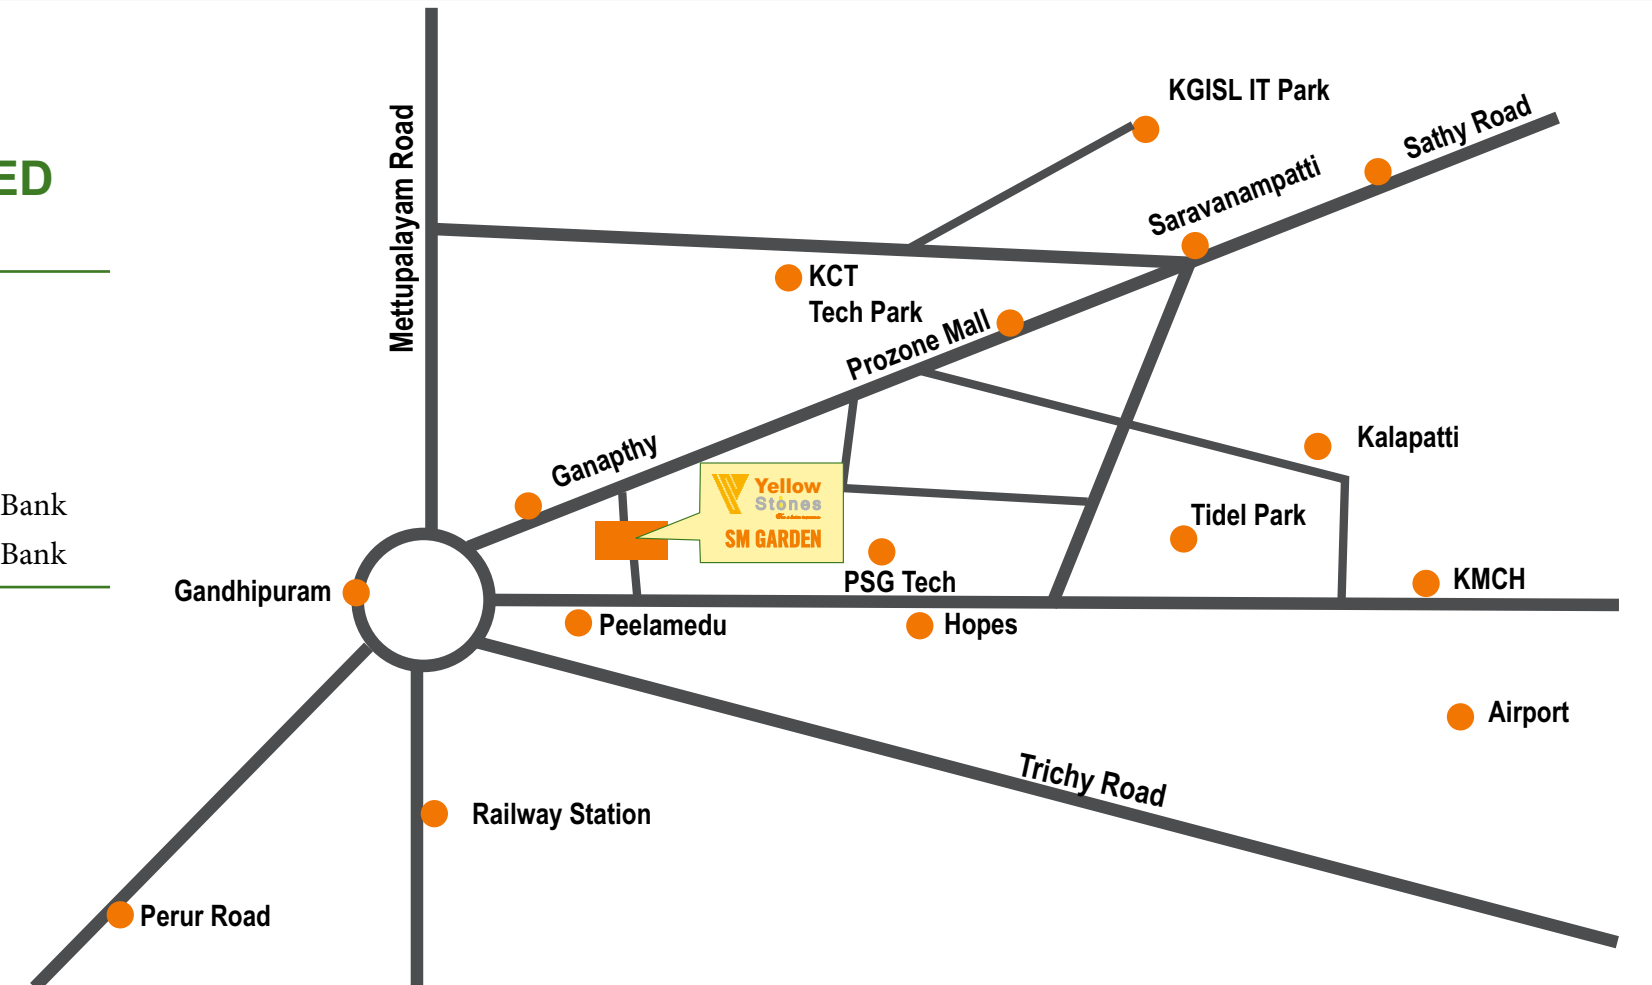 ED
Bank
Bank
KGISL IT Park
Sathy Road
Saravanampatti
Mettupalayam Road
KCT
Tech Park
Prozone Mall
Ganapthy
Kalapatti
Yellow
Stones
SM GARDEN
Tidel Park
PSG Tech
KMCH
Gandhipuram
Peelamedu
Hopes
Airport
Trichy Road
Railway Station
Perur Road